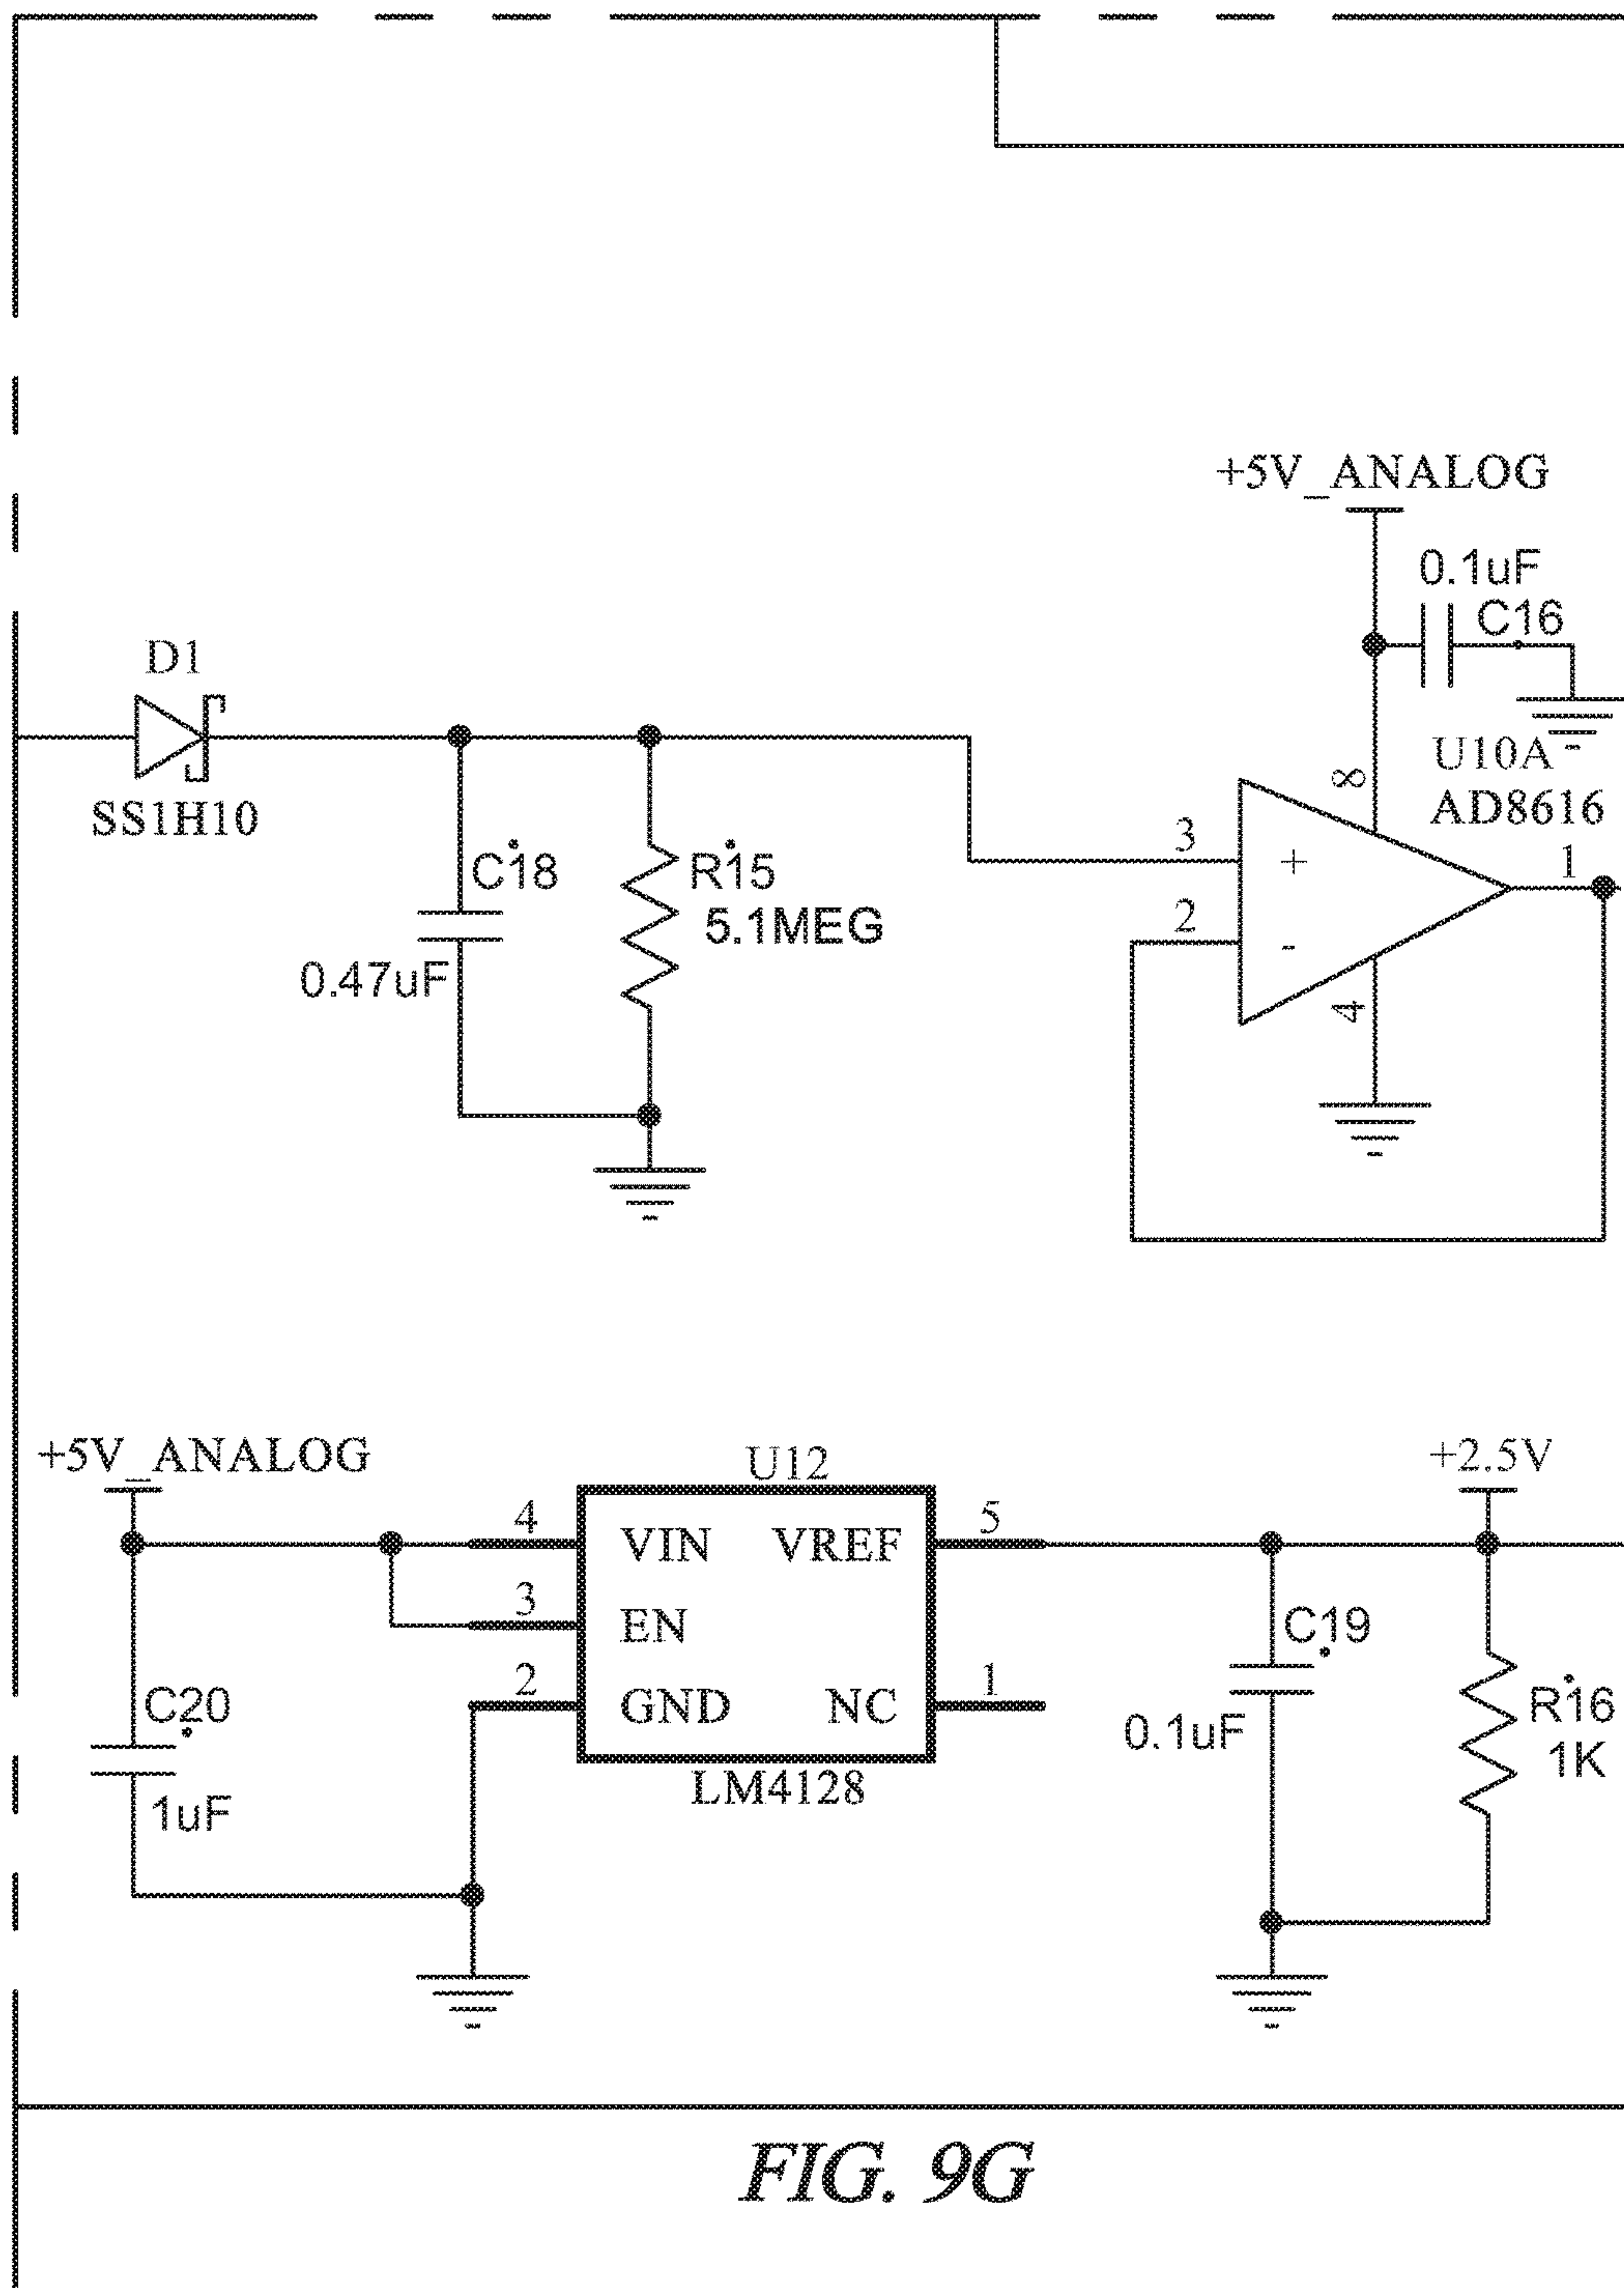 +5V_ANALOG
0.1uF
C16
D1
SS1H10
U10A
AD8616
8
3
+
1
2
-
4
C18
0.47uF
R15
5.1MEG
+5V_ANALOG
U12
+2.5V
4
VIN
VREF
5
3
EN
2
GND
NC
1
LM4128
C20
1uF
C19
0.1uF
R16
1K
FIG. 9G